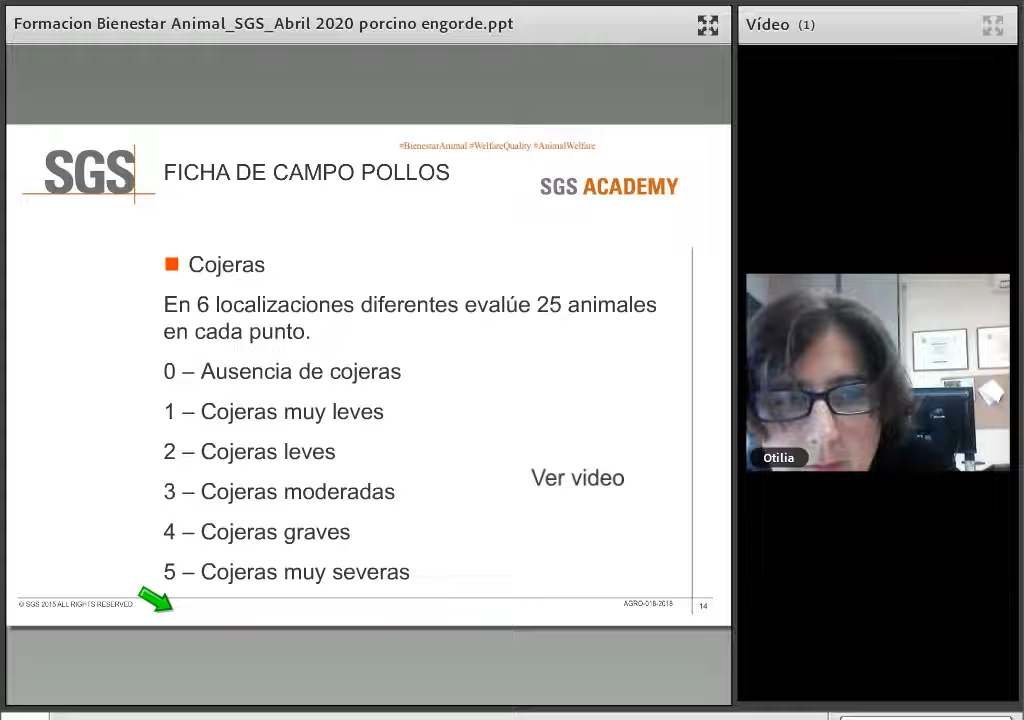 Formacion Bienestar Animal_SGS_Abril 2020 porcino engorde.ppt
Vídeo (1)
#BienestarAnimal #WelfareQuality #AnimalWelfare
SGS
FICHA DE CAMPO POLLOS
SGS ACADEMY
Cojeras
En 6 localizaciones diferentes evalúe 25 animales
en cada punto.
0 – Ausencia de cojeras
1 – Cojeras muy leves
2 – Cojeras leves
3 – Cojeras moderadas
Ver video
4 – Cojeras graves
5 – Cojeras muy severas
© SGS 2015 ALL RIGHTS RESERVED
AGRO-018-2018
14
Otilia